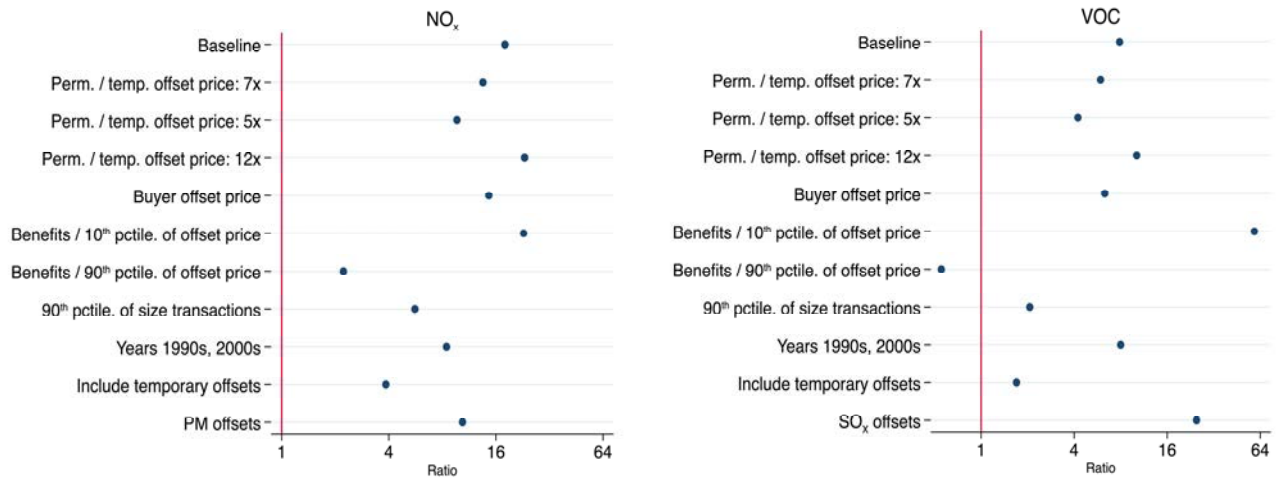 NOx
Baseline
Perm. / temp. offset price: 7x
Perm. / temp. offset price: 5x
Perm. / temp. offset price: 12x
Buyer offset price
Benefits / 10th pctile. of offset price
Benefits / 90th pctile. of offset price
90th pctile. of size transactions
Years 1990s, 2000s
Include temporary offsets
PM offsets
1 4 16 64
Ratio
VOC
Baseline
Perm. / temp. offset price: 7x
Perm. / temp. offset price: 5x
Perm. / temp. offset price: 12x
Buyer offset price
Benefits / 10th pctile. of offset price
Benefits / 90th pctile. of offset price
90th pctile. of size transactions
Years 1990s, 2000s
Include temporary offsets
SOx offsets
1 4 16 64
Ratio